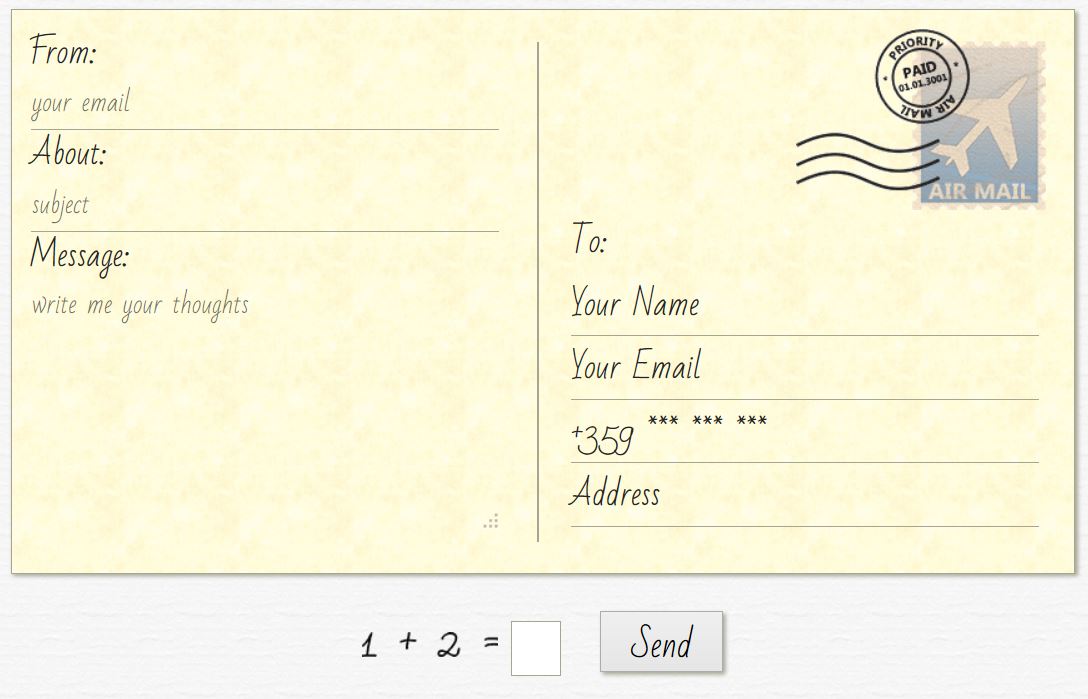 From:
your email
About:
subject
Message:
write me your thoughts
PRIORITY
PAID
01.01.3001
AIR MAIL
AIR MAIL
To:
Your Name
Your Email
+359 *** *** ***
Address
1 + 2 =
Send